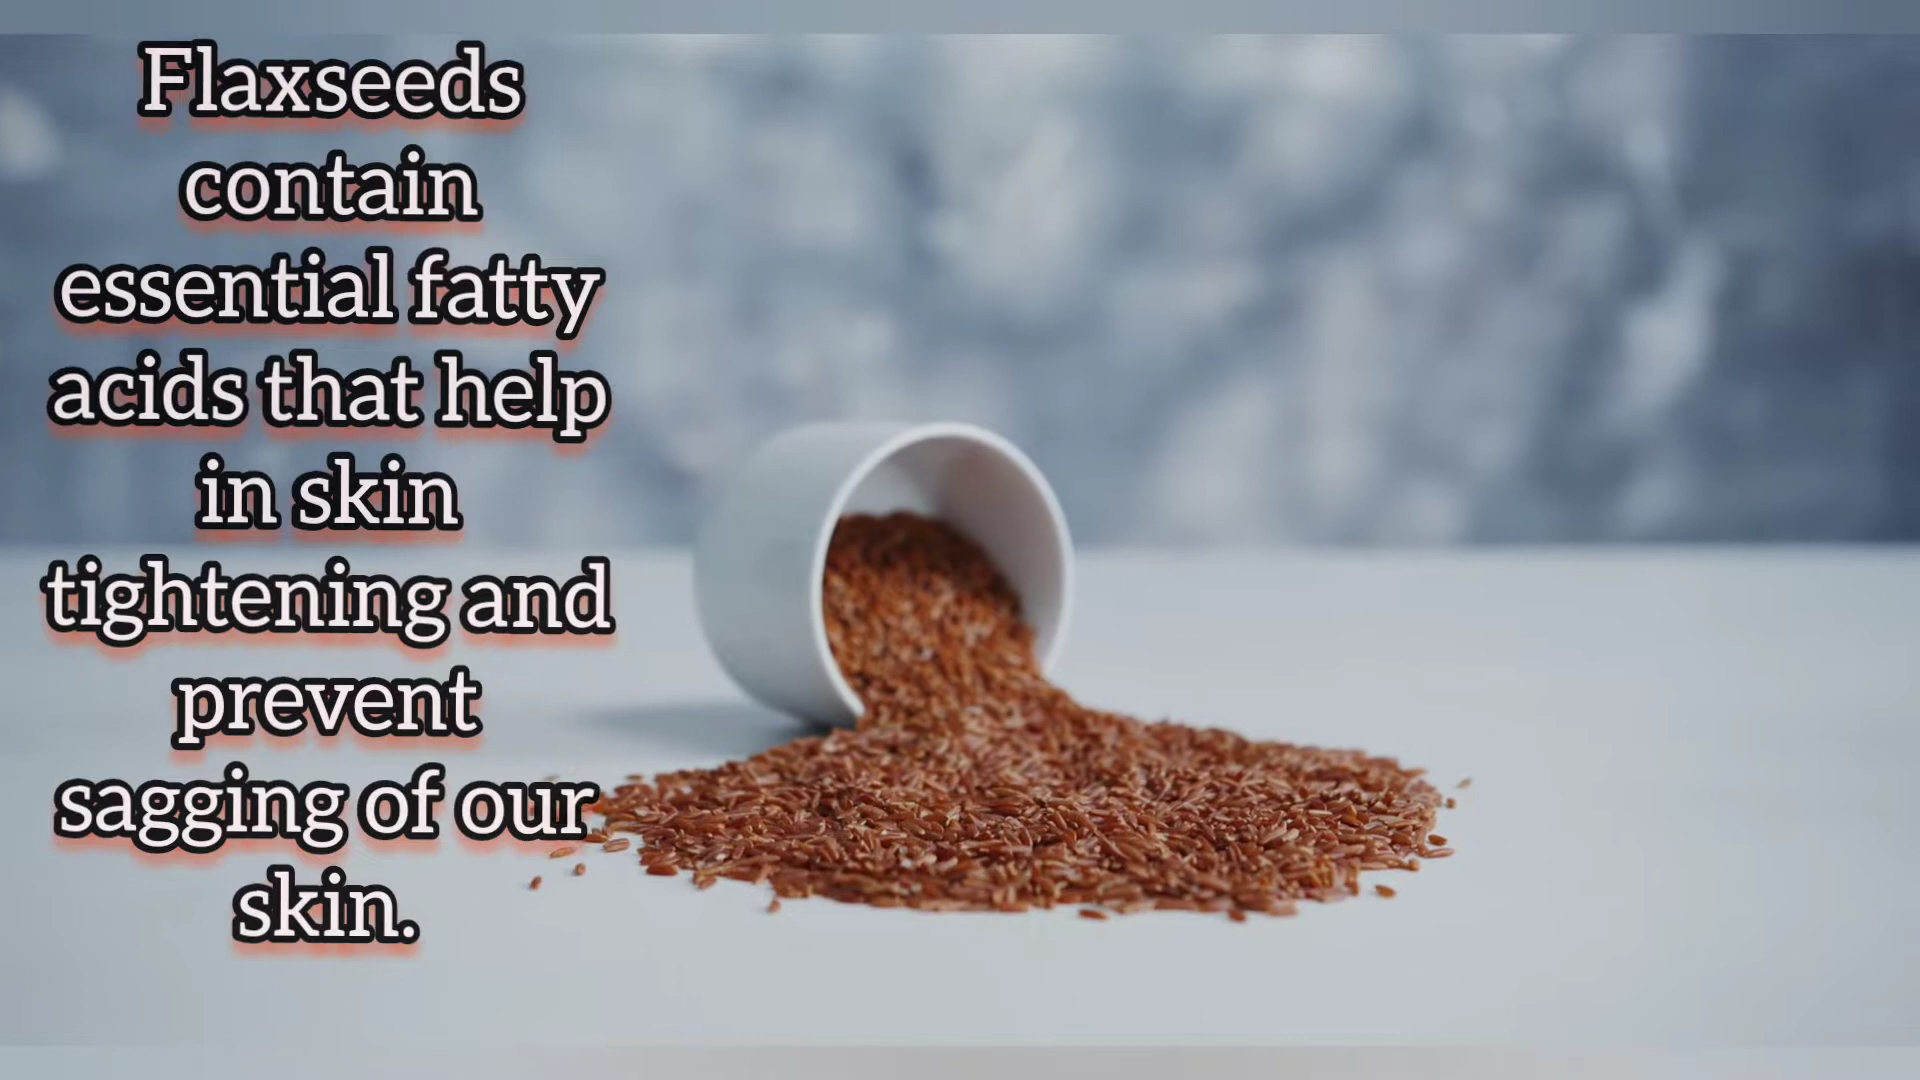 Flaxseeds
contain
essential fatty
acids that help
in skin
tightening and
prevent
sagging of our
skin.